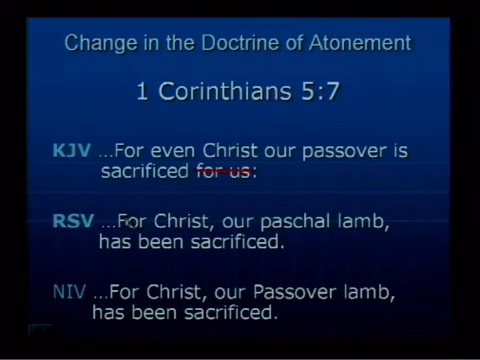 Change in the Doctrine of Atonement
1 Corinthians 5:7
KJV ...For even Christ our passover is
sacrificed for us:
RSV ...For Christ, our paschal lamb,
has been sacrificed.
NIV ...For Christ, our Passover lamb,
has been sacrificed.